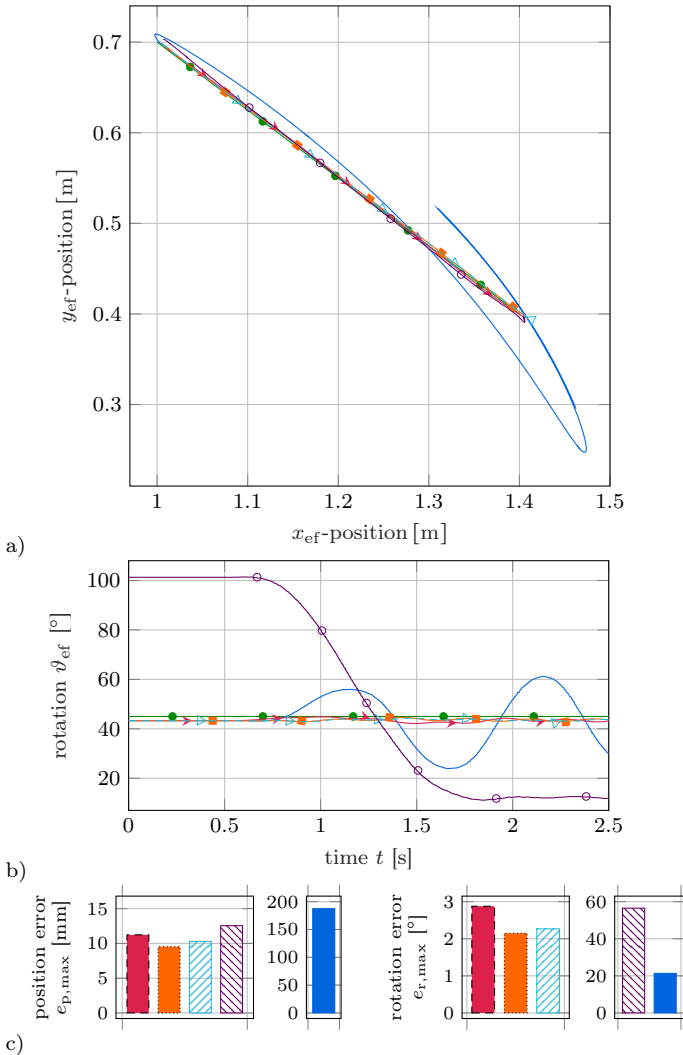 0.7
0.6
0.5
0.4
0.3
y_ef-position [m]
1 1.1 1.2 1.3 1.4 1.5
x_ef-position [m]
a)
100
80
60
40
20
rotation ϑ_ef [°]
0 0.5 1 1.5 2 2.5
time t [s]
b)
position error
e_p,max [mm]
15
10
5
0
200
150
100
50
0
rotation error
e_r,max [°]
3
2
1
0
60
40
20
0
c)